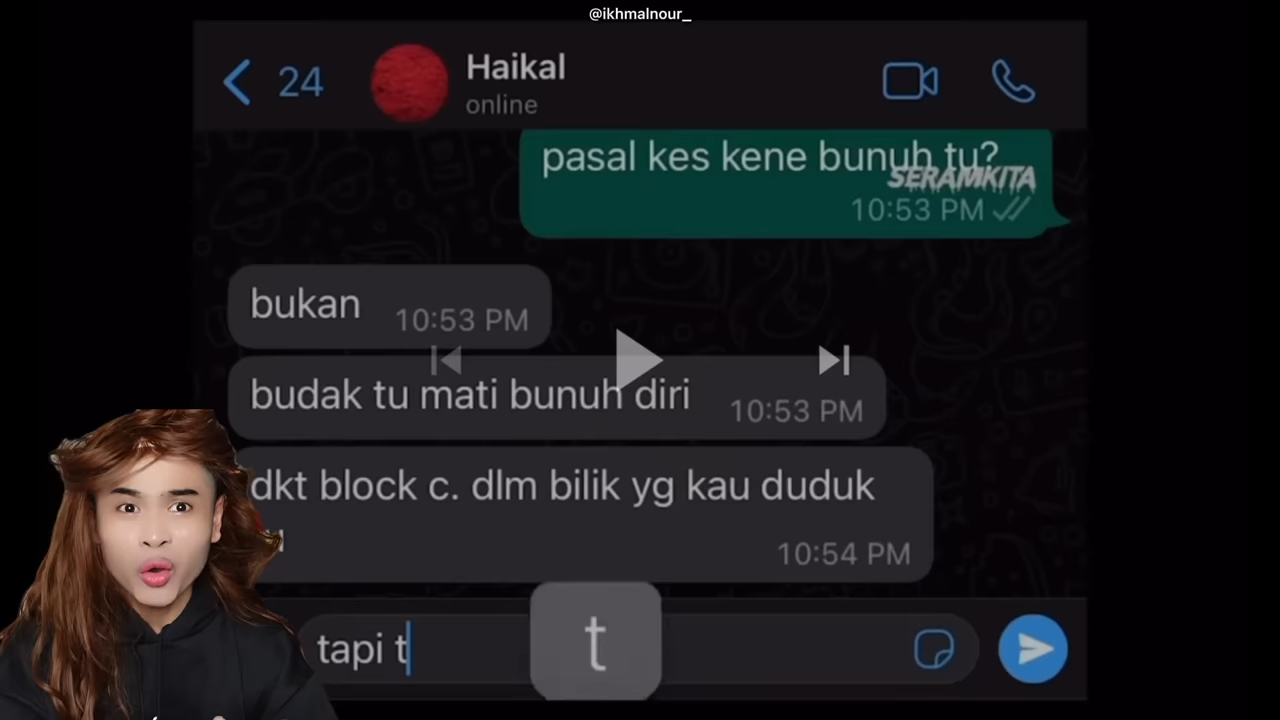 @ikhmalnour_
24
Haikal
online
pasal kes kene bunuh tu?
SERAMKITA
10:53 PM
bukan
10:53 PM
budak tu mati bunuh diri
10:53 PM
dkt block c. dlm bilik yg kau duduk
10:54 PM
tapi t
t